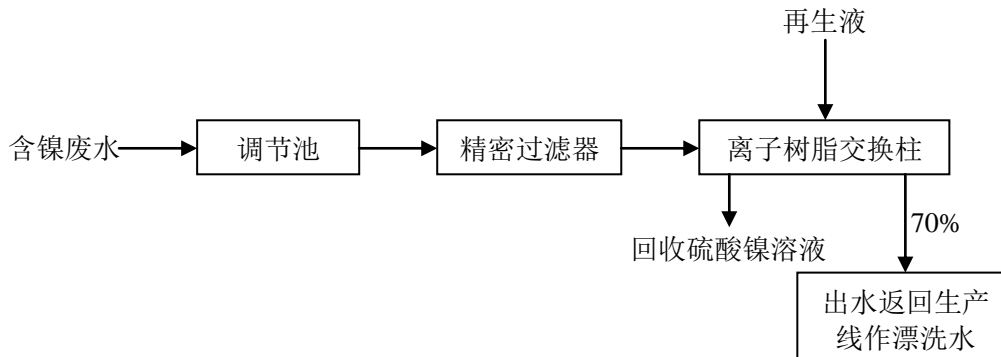 再生液
含镍废水
调节池
精密过滤器
离子树脂交换柱
70%
回收硫酸镍溶液
出水返回生产
线作漂洗水